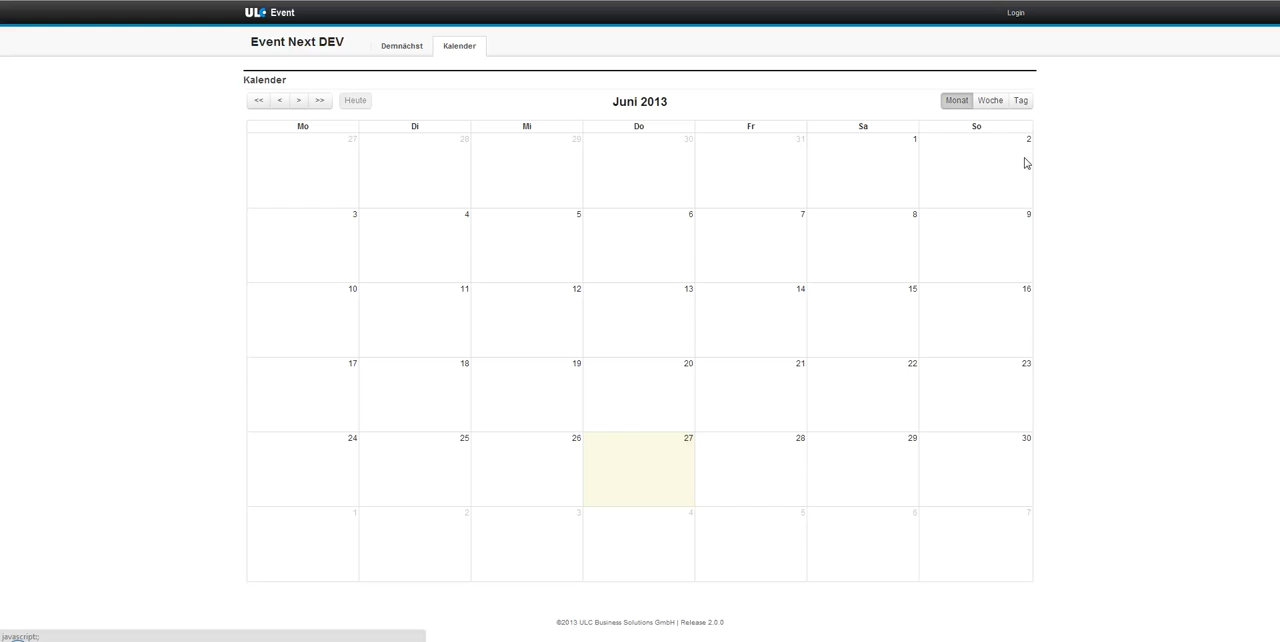 ULC Event Login
Event Next DEV Demnächst Kalender
Kalender
<< < > >> Heute Juni 2013 Monat Woche Tag
Mo Di Mi Do Fr Sa So
27 28 29 30 31 1 2
3 4 5 6 7 8 9
10 11 12 13 14 15 16
17 18 19 20 21 22 23
24 25 26 27 28 29 30
1 2 3 4 5 6 7
©2013 ULC Business Solutions GmbH | Release 2.0.0
javascript:;